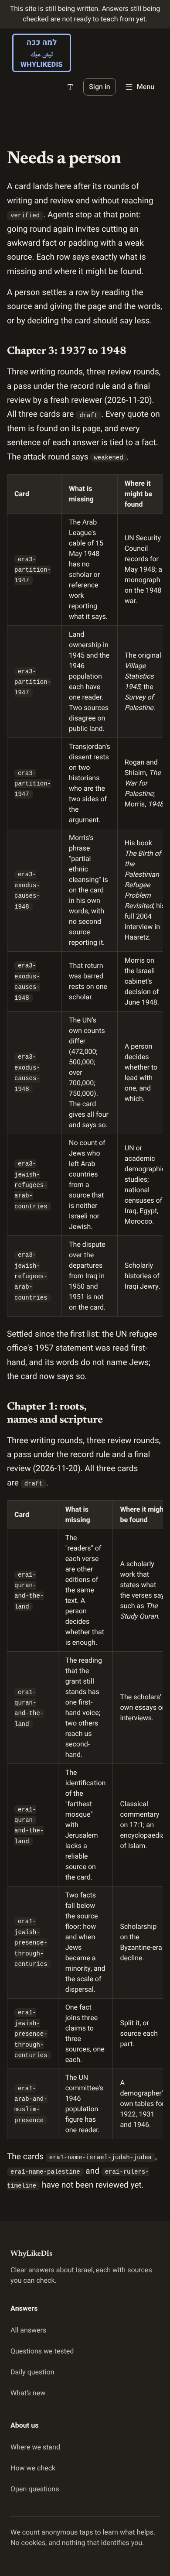 This site is still being written. Answers still being
checked are not ready to teach from yet.
למה ככה
ليش هيك
WHYLIKEDIS
Sign in
Menu
Needs a person
A card lands here after its rounds of
review and rewrite end without reaching
verified. Agents stop at that point:
going round again invites cutting an
awkward fact or padding with a weak
source. Each row says exactly what is
missing and where it might be found.
A person settles a row by reading the
source and giving the page and the words,
or by deciding the card should say less.
Chapter 3: 1937 to 1948
Three writing rounds, three review rounds,
a pass under the record rule and a final
review by a fresh reviewer (2026-11-20).
All three cards are draft. Every quote on
them is found on its page, and every
sentence of each answer is tied to a fact.
The attack round says weakened.
Card
What is
missing
Where it
might be
found
era3-
partition-
1947
The Arab
League's
cable of 15
May 1948
has no
scholar or
reference
work
reporting
what it says.
UN Security
Council
records for
May 1948; a
monograph
on the 1948
war.
era3-
partition-
1947
Land
ownership in
1945 and the
1946
population
each have
one reader.
Two sources
disagree on
public land.
The original
Village
Statistics
1945; the
Survey of
Palestine.
era3-
partition-
1947
Transjordan's
dissent rests
on two
historians
who are the
two sides of
the
argument.
Rogan and
Shlaim, The
War for
Palestine;
Morris, 1948.
era3-
exodus-
causes-
1948
Morris's
phrase
"partial
ethnic
cleansing" is
on the card
in his own
words, with
no second
source
reporting it.
His book
The Birth of
the
Palestinian
Refugee
Problem
Revisited; his
full 2004
interview in
Haaretz.
era3-
exodus-
causes-
1948
That return
was barred
rests on one
scholar.
Morris on
the Israeli
cabinet's
decision of
June 1948.
era3-
exodus-
causes-
1948
The UN's
own counts
differ
(472,000;
500,000;
over
700,000;
750,000).
The card
gives all four
and says so.
A person
decides
whether to
lead with
one, and
which.
era3-
jewish-
refugees-
arab-
countries
No count of
Jews who
left Arab
countries
from a
source that
is neither
Israeli nor
Jewish.
UN or
academic
demographic
studies;
national
censuses of
Iraq, Egypt,
Morocco.
era3-
jewish-
refugees-
arab-
countries
The dispute
over the
departures
from Iraq in
1950 and
1951 is not
on the card.
Scholarly
histories of
Iraqi Jewry.
Settled since the first list: the UN refugee
office's 1957 statement was read first-
hand, and its words do not name Jews;
the card now says so.
Chapter 1: roots,
names and scripture
Three writing rounds, three review rounds,
a pass under the record rule and a final
review (2026-11-20). All three cards
are draft.
Card
What is
missing
Where it might
be found
era1-
quran-
and-the-
land
The
"readers" of
each verse
are other
editions of
the same
text. A
person
decides
whether that
is enough.
A scholarly
work that
states what
the verses say,
such as The
Study Quran.
era1-
quran-
and-the-
land
The reading
that the
grant still
stands has
one first-
hand voice;
two others
reach us
second-
hand.
The scholars'
own essays or
interviews.
era1-
quran-
and-the-
land
The
identification
of the
"farthest
mosque"
with
Jerusalem
lacks a
reliable
source on
the card.
Classical
commentary
on 17:1; an
encyclopaedia
of Islam.
era1-
jewish-
presence-
through-
centuries
Two facts
fall below
the source
floor: how
and when
Jews
became a
minority, and
the scale of
dispersal.
Scholarship
on the
Byzantine-era
decline.
era1-
jewish-
presence-
through-
centuries
One fact
joins three
claims to
three
sources, one
each.
Split it, or
source each
part.
era1-
arab-and-
muslim-
presence
The UN
committee's
1946
population
figure has
one reader.
A
demographer's
own tables for
1922, 1931
and 1946.
The cards era1-name-israel-judah-judea,
era1-name-palestine and era1-rulers-
timeline have not been reviewed yet.
WhyLikeDIs
Clear answers about Israel, each with sources
you can check.
Answers
All answers
Questions we tested
Daily question
What's new
About us
Where we stand
How we check
Open questions
We count anonymous taps to learn what helps.
No cookies, and nothing that identifies you.